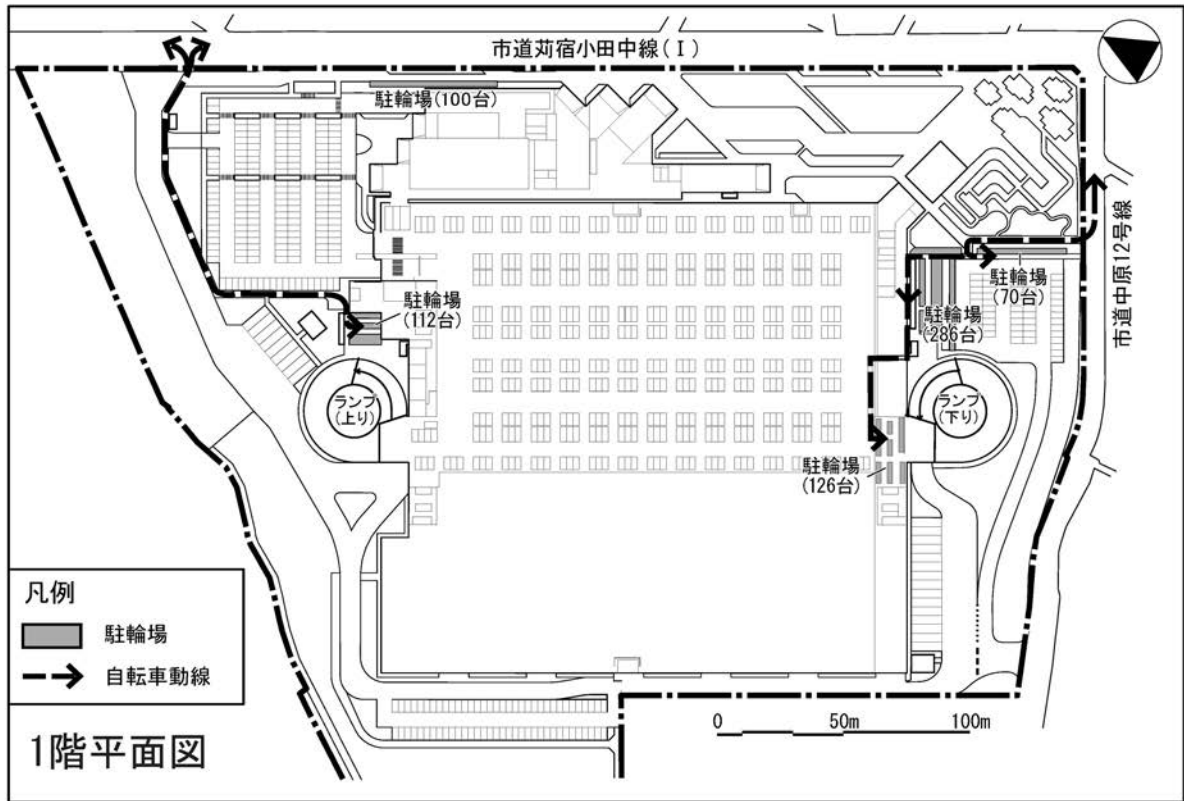 市道苅宿小田中線(Ⅰ)
駐輪場(100台)
市道中原12号線
駐輪場
(70台)
駐輪場
(112台)
駐輪場
(286台)
ランプ
(上り)
ランプ
(下り)
駐輪場
(126台)
凡例
駐輪場
自転車動線
0 50m 100m
1階平面図